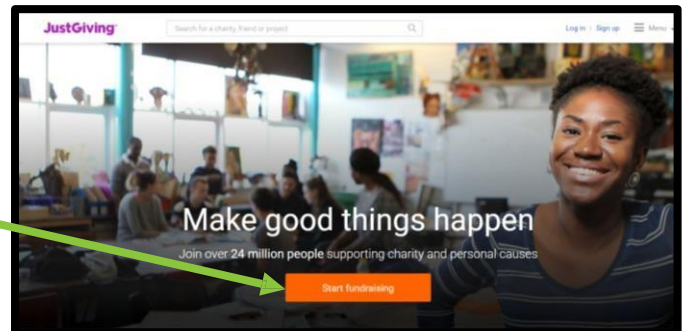 JustGiving
Search for a charity, friend or project
Log in | Sign up Menu
Make good things happen
Join over 24 million people supporting charity and personal causes
Start fundraising